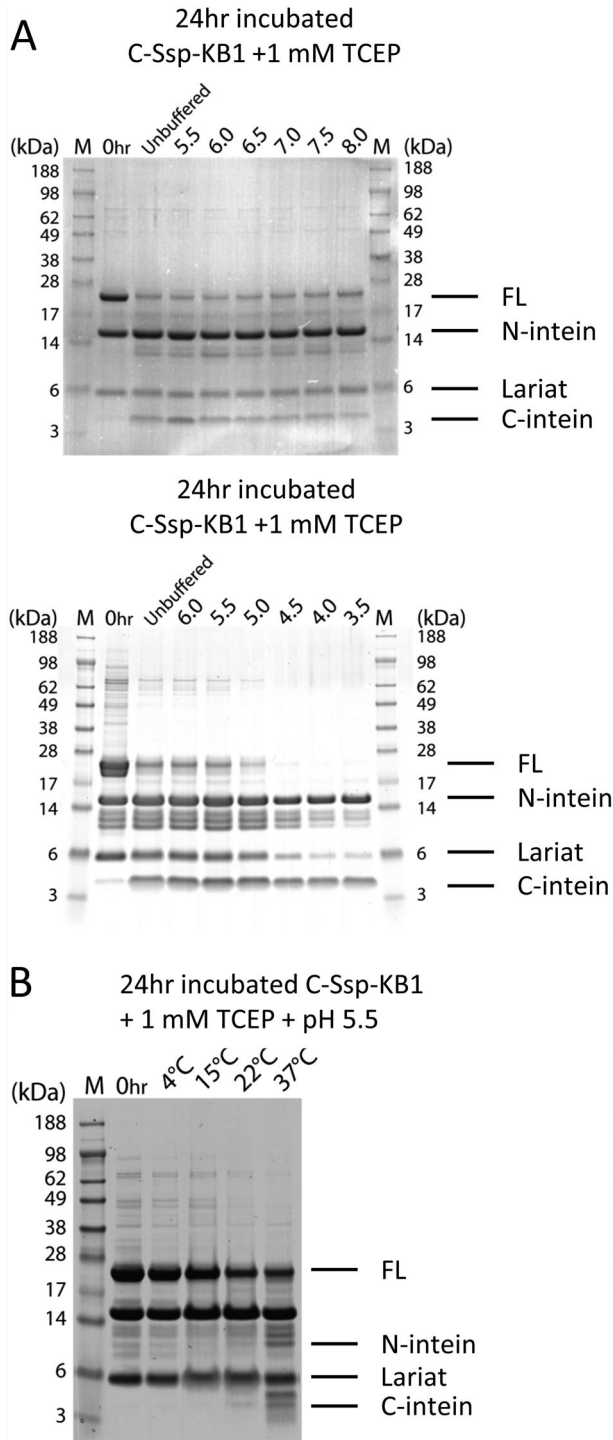 A
24hr incubated
C-Ssp-KB1 +1 mM TCEP
(kDa) M 0hr Unbuffered 5.5 6.0 6.5 7.0 7.5 8.0 M (kDa)
188 188
98 98
62 62
49 49
38 38
28 28
FL
17 17
N-intein
14 14
6 6
Lariat
C-intein
3 3
24hr incubated
C-Ssp-KB1 +1 mM TCEP
(kDa) M 0hr Unbuffered 6.0 5.5 5.0 4.5 4.0 3.5 M (kDa)
188 188
98 98
62 62
49 49
38 38
28 28
FL
17 17
N-intein
14 14
6 6
Lariat
C-intein
3 3
B
24hr incubated C-Ssp-KB1
+ 1 mM TCEP + pH 5.5
(kDa) M 0hr 4°C 15°C 22°C 37°C
188
98
62
49
38
28
FL
17
14
N-intein
6
Lariat
C-intein
3